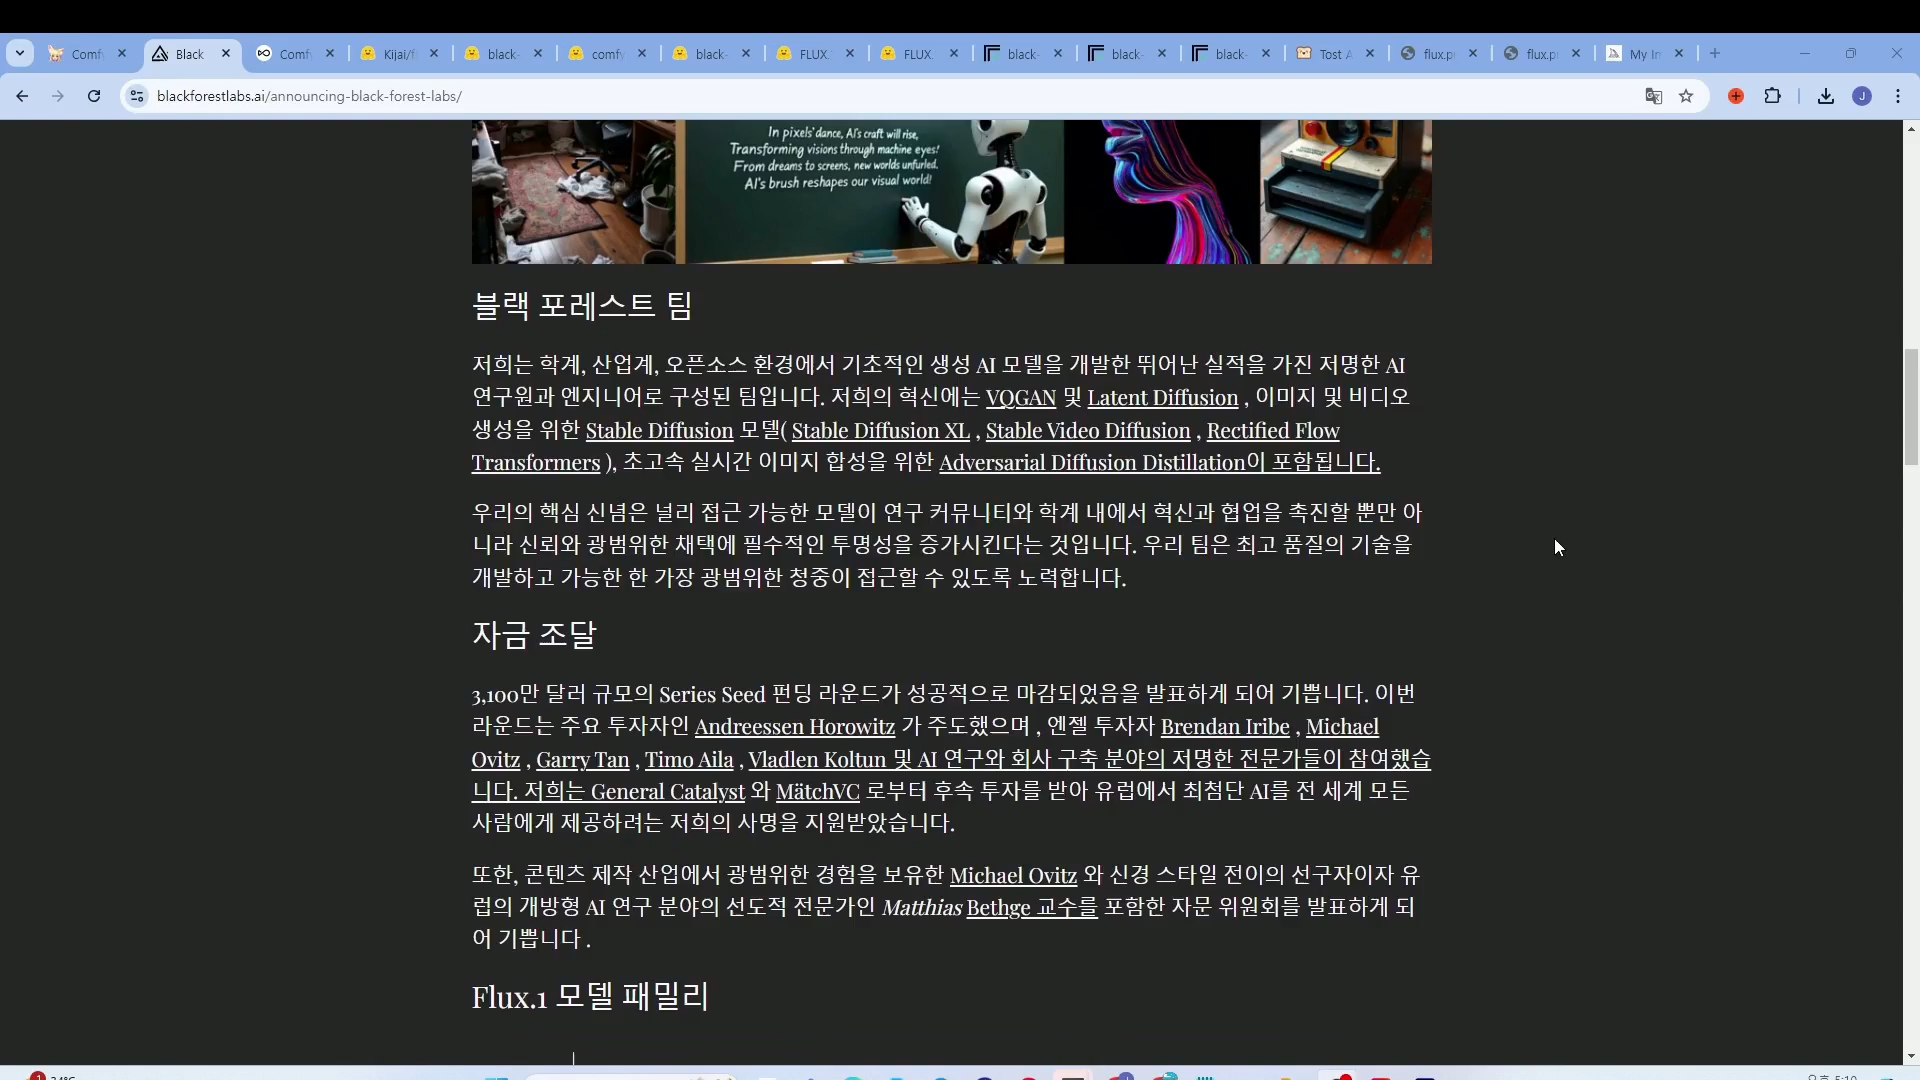 Comfy
Black
Comfy
Kijai/f
black-
comfy
black-
FLUX.
FLUX.
black-
black-
black-
Tost A
flux.p
flux.p
My In
blackforestlabs.ai/announcing-black-forest-labs/
J
In pixels' dance, AI's craft will rise,
Transforming visions through machine eyes!
From dreams to screens, new worlds unfurled.
AI's brush reshapes our visual world!
블랙 포레스트 팀
저희는 학계, 산업계, 오픈소스 환경에서 기초적인 생성 AI 모델을 개발한 뛰어난 실적을 가진 저명한 AI
연구원과 엔지니어로 구성된 팀입니다. 저희의 혁신에는 VQGAN 및 Latent Diffusion , 이미지 및 비디오
생성을 위한 Stable Diffusion 모델( Stable Diffusion XL , Stable Video Diffusion , Rectified Flow
Transformers ), 초고속 실시간 이미지 합성을 위한 Adversarial Diffusion Distillation이 포함됩니다.
우리의 핵심 신념은 널리 접근 가능한 모델이 연구 커뮤니티와 학계 내에서 혁신과 협업을 촉진할 뿐만 아
니라 신뢰와 광범위한 채택에 필수적인 투명성을 증가시킨다는 것입니다. 우리 팀은 최고 품질의 기술을
개발하고 가능한 한 가장 광범위한 청중이 접근할 수 있도록 노력합니다.
자금 조달
3,100만 달러 규모의 Series Seed 펀딩 라운드가 성공적으로 마감되었음을 발표하게 되어 기쁩니다. 이번
라운드는 주요 투자자인 Andreessen Horowitz 가 주도했으며 , 엔젤 투자자 Brendan Iribe , Michael
Ovitz , Garry Tan , Timo Aila , Vladlen Koltun 및 AI 연구와 회사 구축 분야의 저명한 전문가들이 참여했습
니다. 저희는 General Catalyst 와 MätchVC 로부터 후속 투자를 받아 유럽에서 최첨단 AI를 전 세계 모든
사람에게 제공하려는 저희의 사명을 지원받았습니다.
또한, 콘텐츠 제작 산업에서 광범위한 경험을 보유한 Michael Ovitz 와 신경 스타일 전이의 선구자이자 유
럽의 개방형 AI 연구 분야의 선도적 전문가인 Matthias Bethge 교수를 포함한 자문 위원회를 발표하게 되
어 기쁩니다 .
Flux.1 모델 패밀리